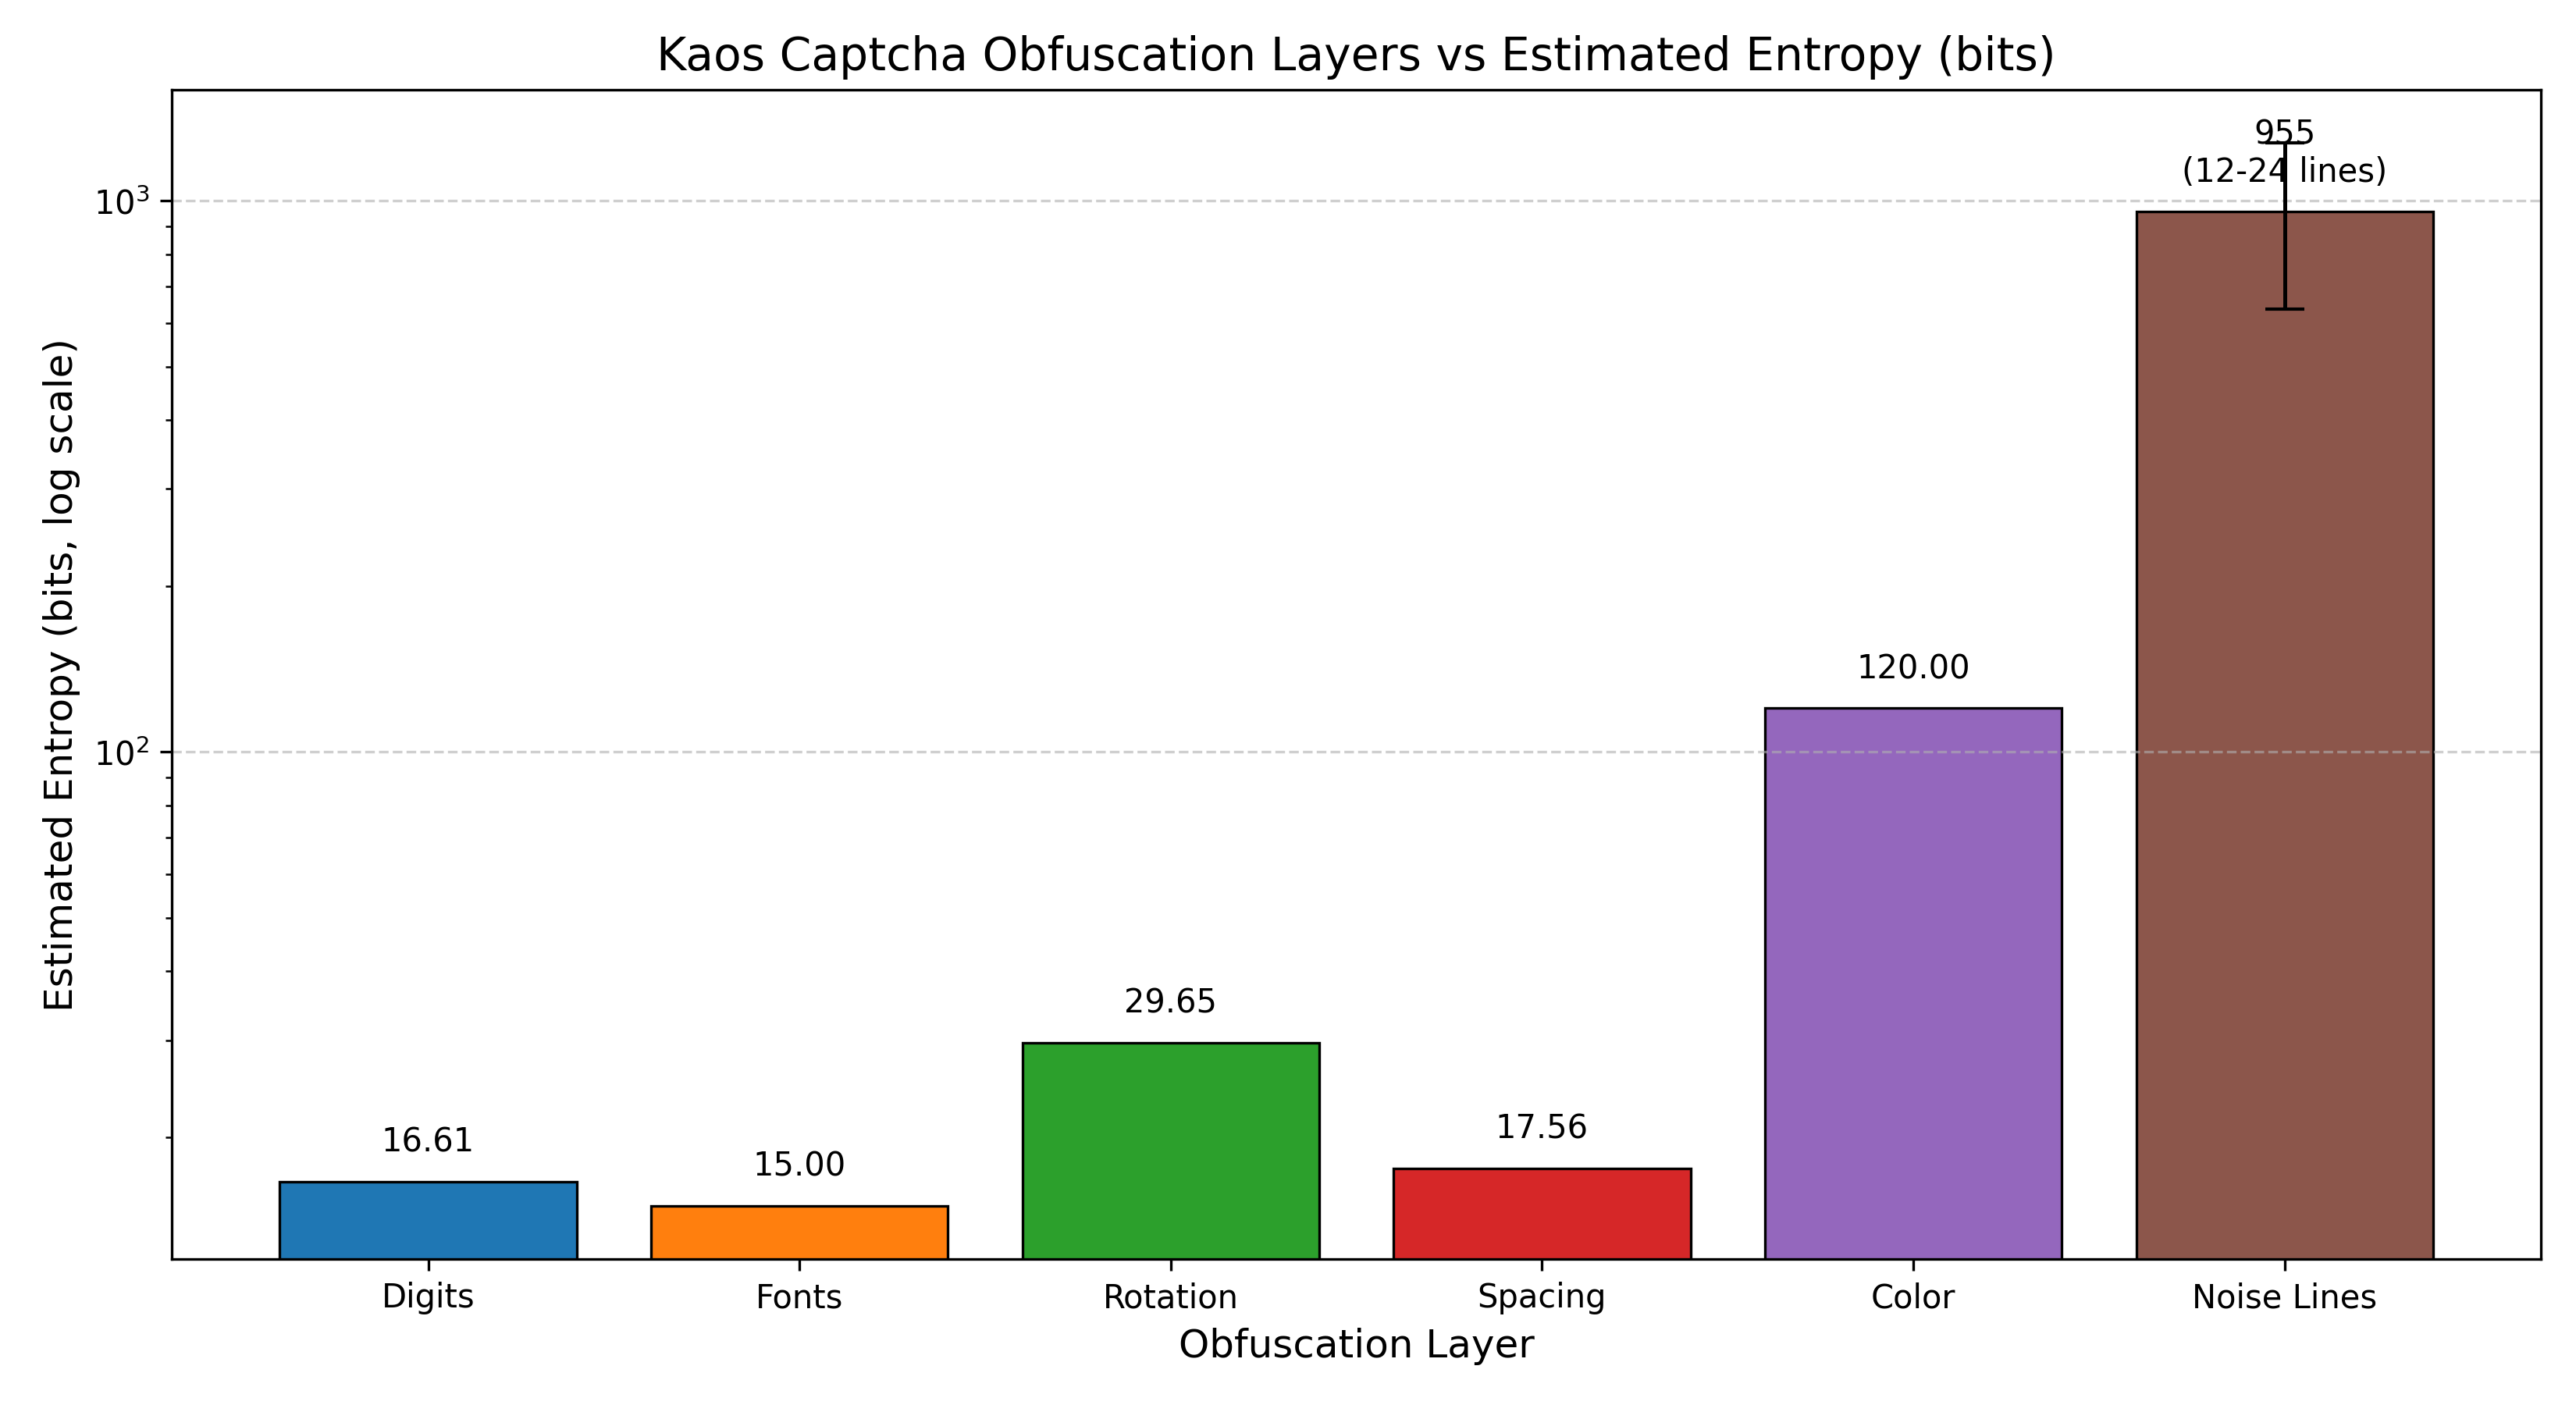 Kaos Captcha Obfuscation Layers vs Estimated Entropy (bits)
Estimated Entropy (bits, log scale)
10³
10²
955
(12-24 lines)
120.00
29.65
17.56
16.61
15.00
Digits
Fonts
Rotation
Spacing
Color
Noise Lines
Obfuscation Layer